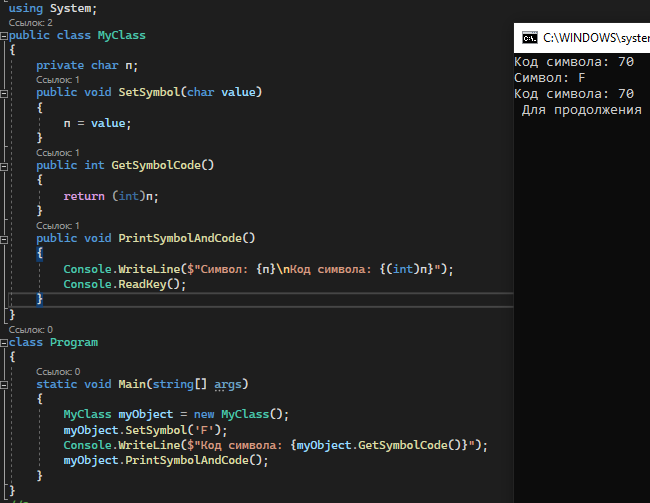 using System;
Ссылок: 2
public class MyClass
{
private char п;
Ссылок: 1
public void SetSymbol(char value)
{
п = value;
}
Ссылок: 1
public int GetSymbolCode()
{
return (int)п;
}
Ссылок: 1
public void PrintSymbolAndCode()
{
Console.WriteLine($"Символ: {п}\nКод символа: {(int)п}");
Console.ReadKey();
}
}
Ссылок: 0
class Program
{
Ссылок: 0
static void Main(string[] args)
{
MyClass myObject = new MyClass();
myObject.SetSymbol('F');
Console.WriteLine($"Код символа: {myObject.GetSymbolCode()}");
myObject.PrintSymbolAndCode();
}
}
C:\WINDOWS\system
Код символа: 70
Символ: F
Код символа: 70
Для продолжения